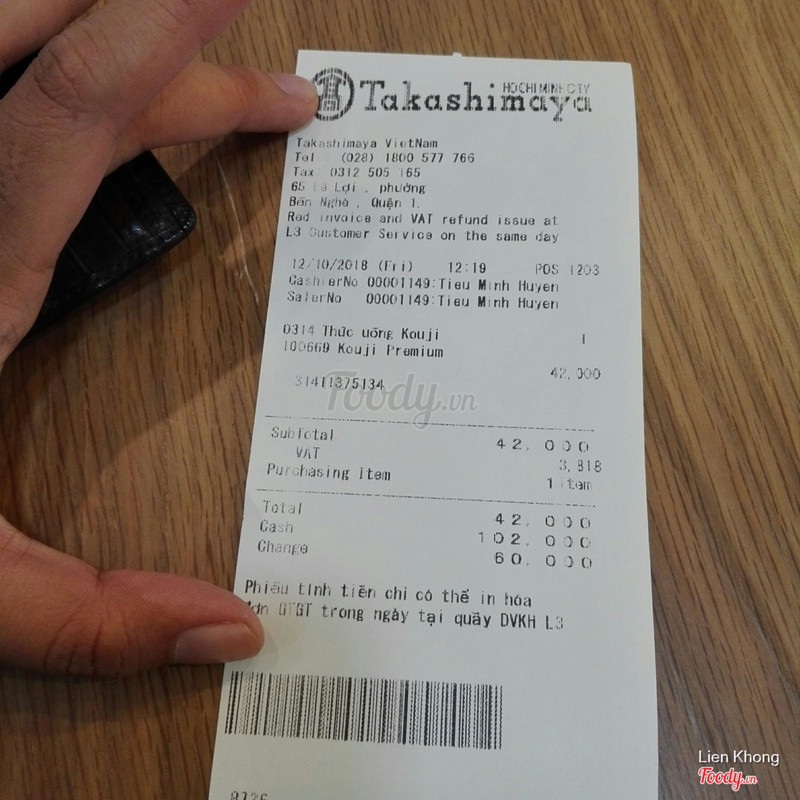 HOCHIMINH CITY
Takashimaya
Takashimaya VietNam
Tel : (028) 1800 577 766
Tax 0312 505 165
65 Lê Lợi , phường
Bến Nghé , Quận 1.
Red invoice and VAT refund issue at
L3 Customer Service on the same day
12/10/2018 (Fri) 12:19 POS 1203
CashierNo 00001149:Tieu Minh Huyen
SalerNo 00001149:Tieu Minh Huyen
0314 Thức uống Kouji 1
100669 Kouji Premium
42,000
31411375134
Foody.vn
SubTotal 42,000
VAT 3,818
Purchasing item 1 item
Total 42,000
Cash 102,000
Change 60,000
Phiếu tính tiền chỉ có thể in hóa
đơn GTGT trong ngày tại quầy DVKH L3
Lien Khong
Foody.vn